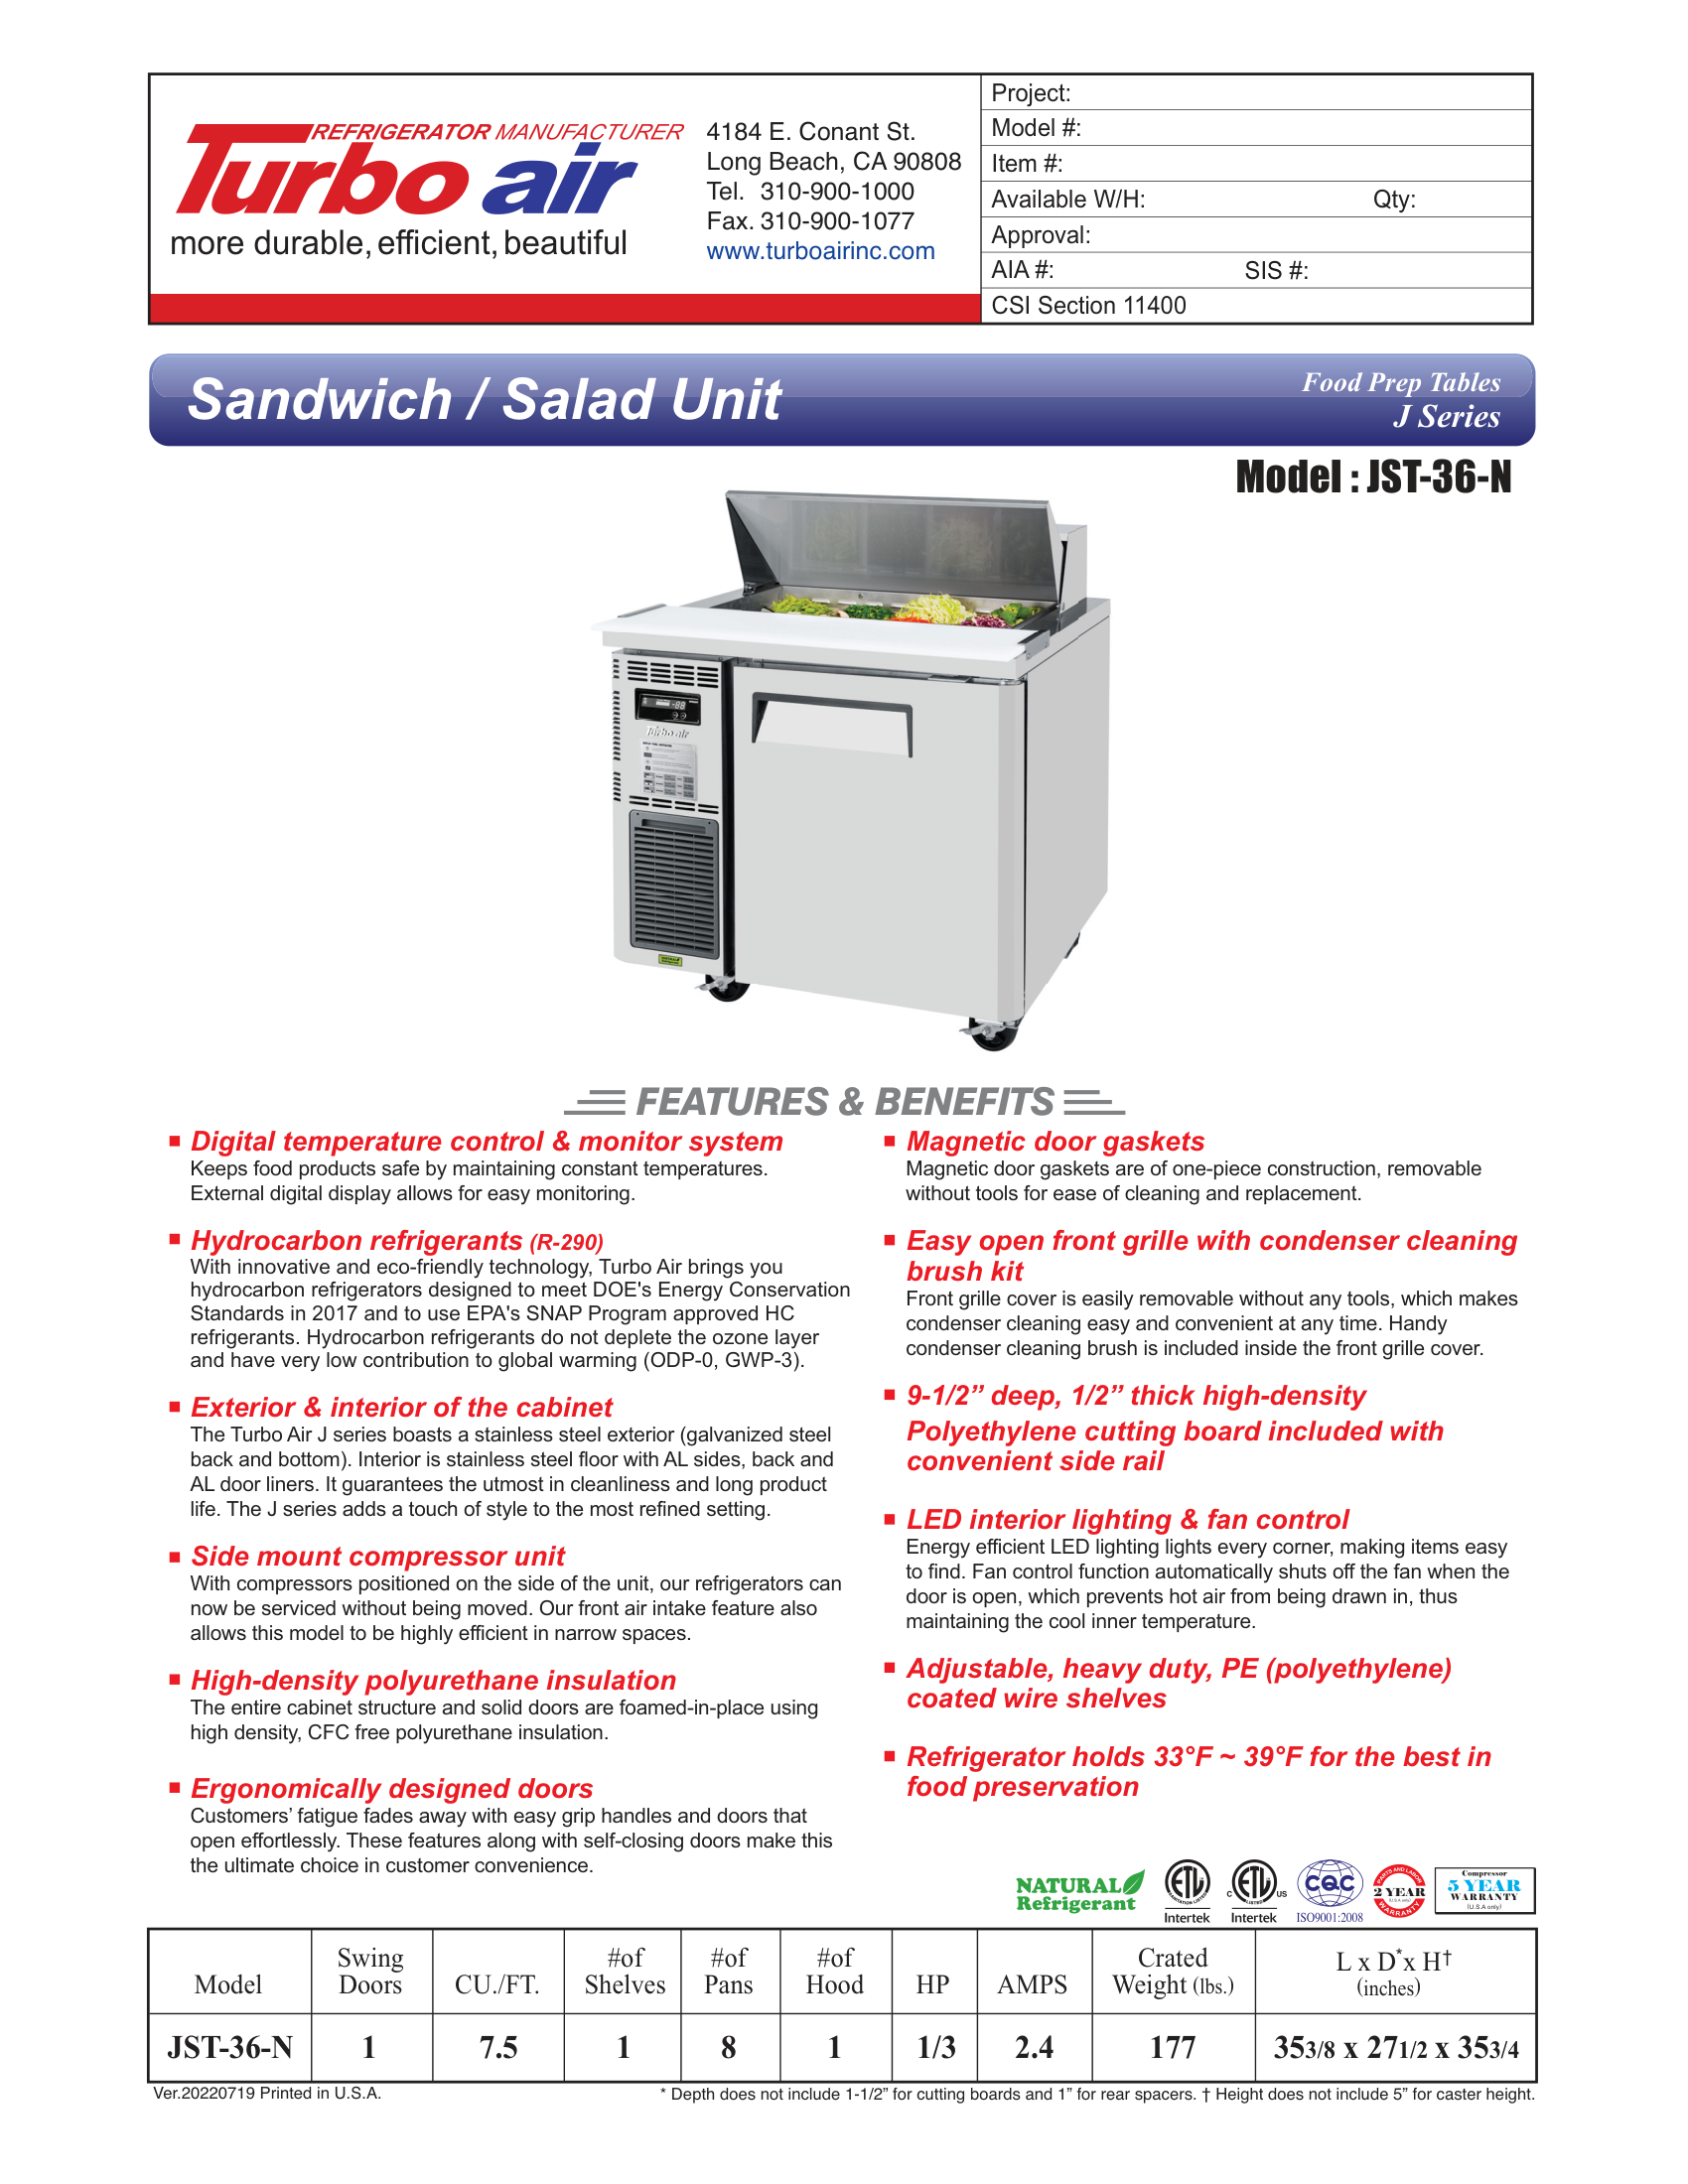 REFRIGERATOR MANUFACTURER
Turbo air
more durable, efficient, beautiful
4184 E. Conant St.
Long Beach, CA 90808
Tel. 310-900-1000
Fax. 310-900-1077
www.turboairinc.com
Project:
Model #:
Item #:
Available W/H: Qty:
Approval:
AIA #: SIS #:
CSI Section 11400
Sandwich / Salad Unit
Food Prep Tables
J Series
Model : JST-36-N
Turbo air
FEATURES & BENEFITS
Digital temperature control & monitor system
Keeps food products safe by maintaining constant temperatures.
External digital display allows for easy monitoring.
Hydrocarbon refrigerants (R-290)
With innovative and eco-friendly technology, Turbo Air brings you
hydrocarbon refrigerators designed to meet DOE's Energy Conservation
Standards in 2017 and to use EPA's SNAP Program approved HC
refrigerants. Hydrocarbon refrigerants do not deplete the ozone layer
and have very low contribution to global warming (ODP-0, GWP-3).
Exterior & interior of the cabinet
The Turbo Air J series boasts a stainless steel exterior (galvanized steel
back and bottom). Interior is stainless steel floor with AL sides, back and
AL door liners. It guarantees the utmost in cleanliness and long product
life. The J series adds a touch of style to the most refined setting.
Side mount compressor unit
With compressors positioned on the side of the unit, our refrigerators can
now be serviced without being moved. Our front air intake feature also
allows this model to be highly efficient in narrow spaces.
High-density polyurethane insulation
The entire cabinet structure and solid doors are foamed-in-place using
high density, CFC free polyurethane insulation.
Ergonomically designed doors
Customers’ fatigue fades away with easy grip handles and doors that
open effortlessly. These features along with self-closing doors make this
the ultimate choice in customer convenience.
Magnetic door gaskets
Magnetic door gaskets are of one-piece construction, removable
without tools for ease of cleaning and replacement.
Easy open front grille with condenser cleaning
brush kit
Front grille cover is easily removable without any tools, which makes
condenser cleaning easy and convenient at any time. Handy
condenser cleaning brush is included inside the front grille cover.
9-1/2” deep, 1/2” thick high-density
Polyethylene cutting board included with
convenient side rail
LED interior lighting & fan control
Energy efficient LED lighting lights every corner, making items easy
to find. Fan control function automatically shuts off the fan when the
door is open, which prevents hot air from being drawn in, thus
maintaining the cool inner temperature.
Adjustable, heavy duty, PE (polyethylene)
coated wire shelves
Refrigerator holds 33°F ~ 39°F for the best in
food preservation
NATURAL
Refrigerant
ETL
Intertek
C ETL US
LISTED
Intertek
CQC
ISO9001:2008
PARTS AND LABOR
2 YEAR
(U.S.A only)
WARRANTY
Compressor
5 YEAR
WARRANTY
(U.S.A only)
Model Swing Doors CU./FT. #of Shelves #of Pans #of Hood HP AMPS Crated Weight (lbs.) L x D* x H† (inches)
JST-36-N 1 7.5 1 8 1 1/3 2.4 177 353/8 x 271/2 x 353/4
Ver.20220719 Printed in U.S.A.
* Depth does not include 1-1/2” for cutting boards and 1” for rear spacers. † Height does not include 5” for caster height.